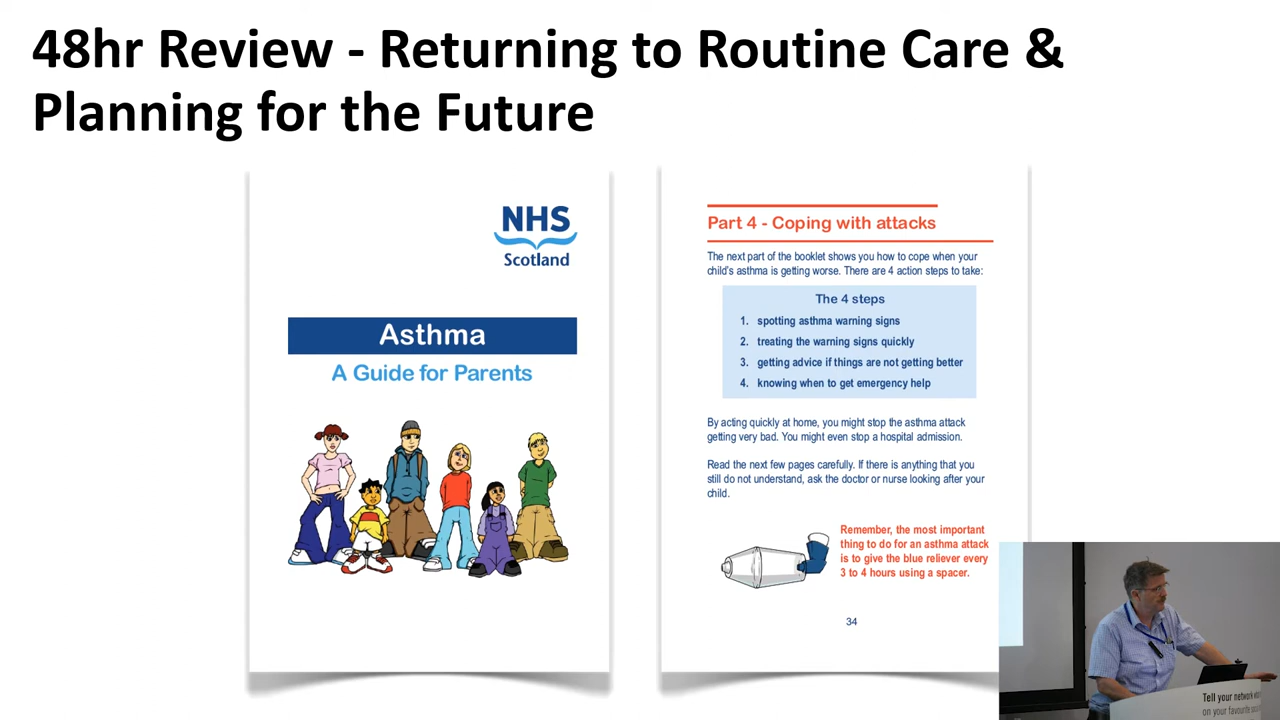 48hr Review - Returning to Routine Care &
Planning for the Future
NHS
Scotland
Asthma
A Guide for Parents
Part 4 - Coping with attacks
The next part of the booklet shows you how to cope when your
child's asthma is getting worse. There are 4 action steps to take:
The 4 steps
1. spotting asthma warning signs
2. treating the warning signs quickly
3. getting advice if things are not getting better
4. knowing when to get emergency help
By acting quickly at home, you might stop the asthma attack
getting very bad. You might even stop a hospital admission.
Read the next few pages carefully. If there is anything that you
still do not understand, ask the doctor or nurse looking after your
child.
Remember, the most important
thing to do for an asthma attack
is to give the blue reliever every
3 to 4 hours using a spacer.
34
Tell your network
on your favourite